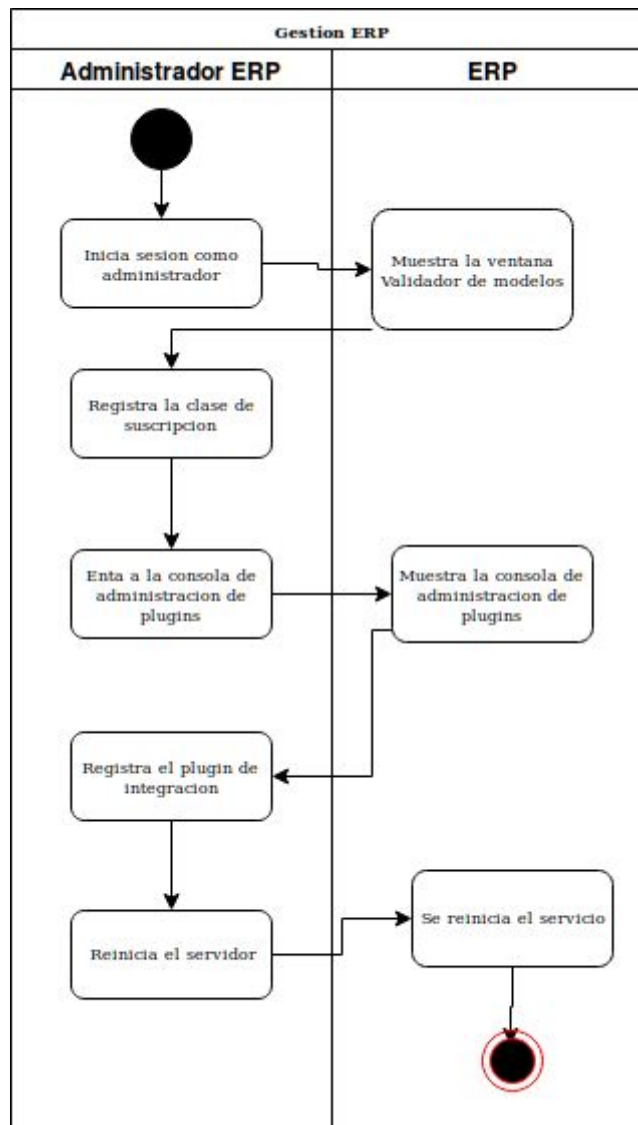 Gestion ERP
Administrador ERP
ERP
Inicia sesion como
administrador
Muestra la ventana
Validador de modelos
Registra la clase de
suscripcion
Enta a la consola de
administracion de
plugins
Muestra la consola de
administracion de
plugins
Registra el plugin de
integracion
Reinicia el servidor
Se reinicia el servicio